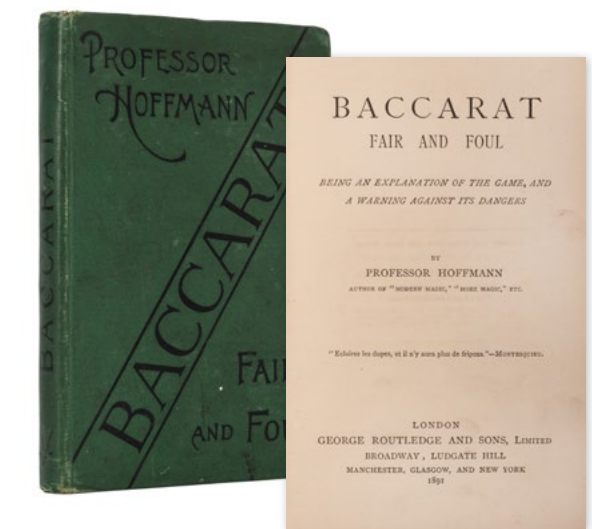 PROFESSOR
HOFFMANN
BACCARAT
FAI
AND FOU
BACCARAT
BACCARAT
FAIR AND FOUL
BEING AN EXPLANATION OF THE GAME, AND
A WARNING AGAINST ITS DANGERS
BY
PROFESSOR HOFFMANN
AUTHOR OF "MODERN MAGIC," "MORE MAGIC," ETC.
"Eclairez les dupes, et il n'y aura plus de fripons."—MONTESQUIEU.
LONDON
GEORGE ROUTLEDGE AND SONS, LIMITED
BROADWAY, LUDGATE HILL
MANCHESTER, GLASGOW, AND NEW YORK
1891